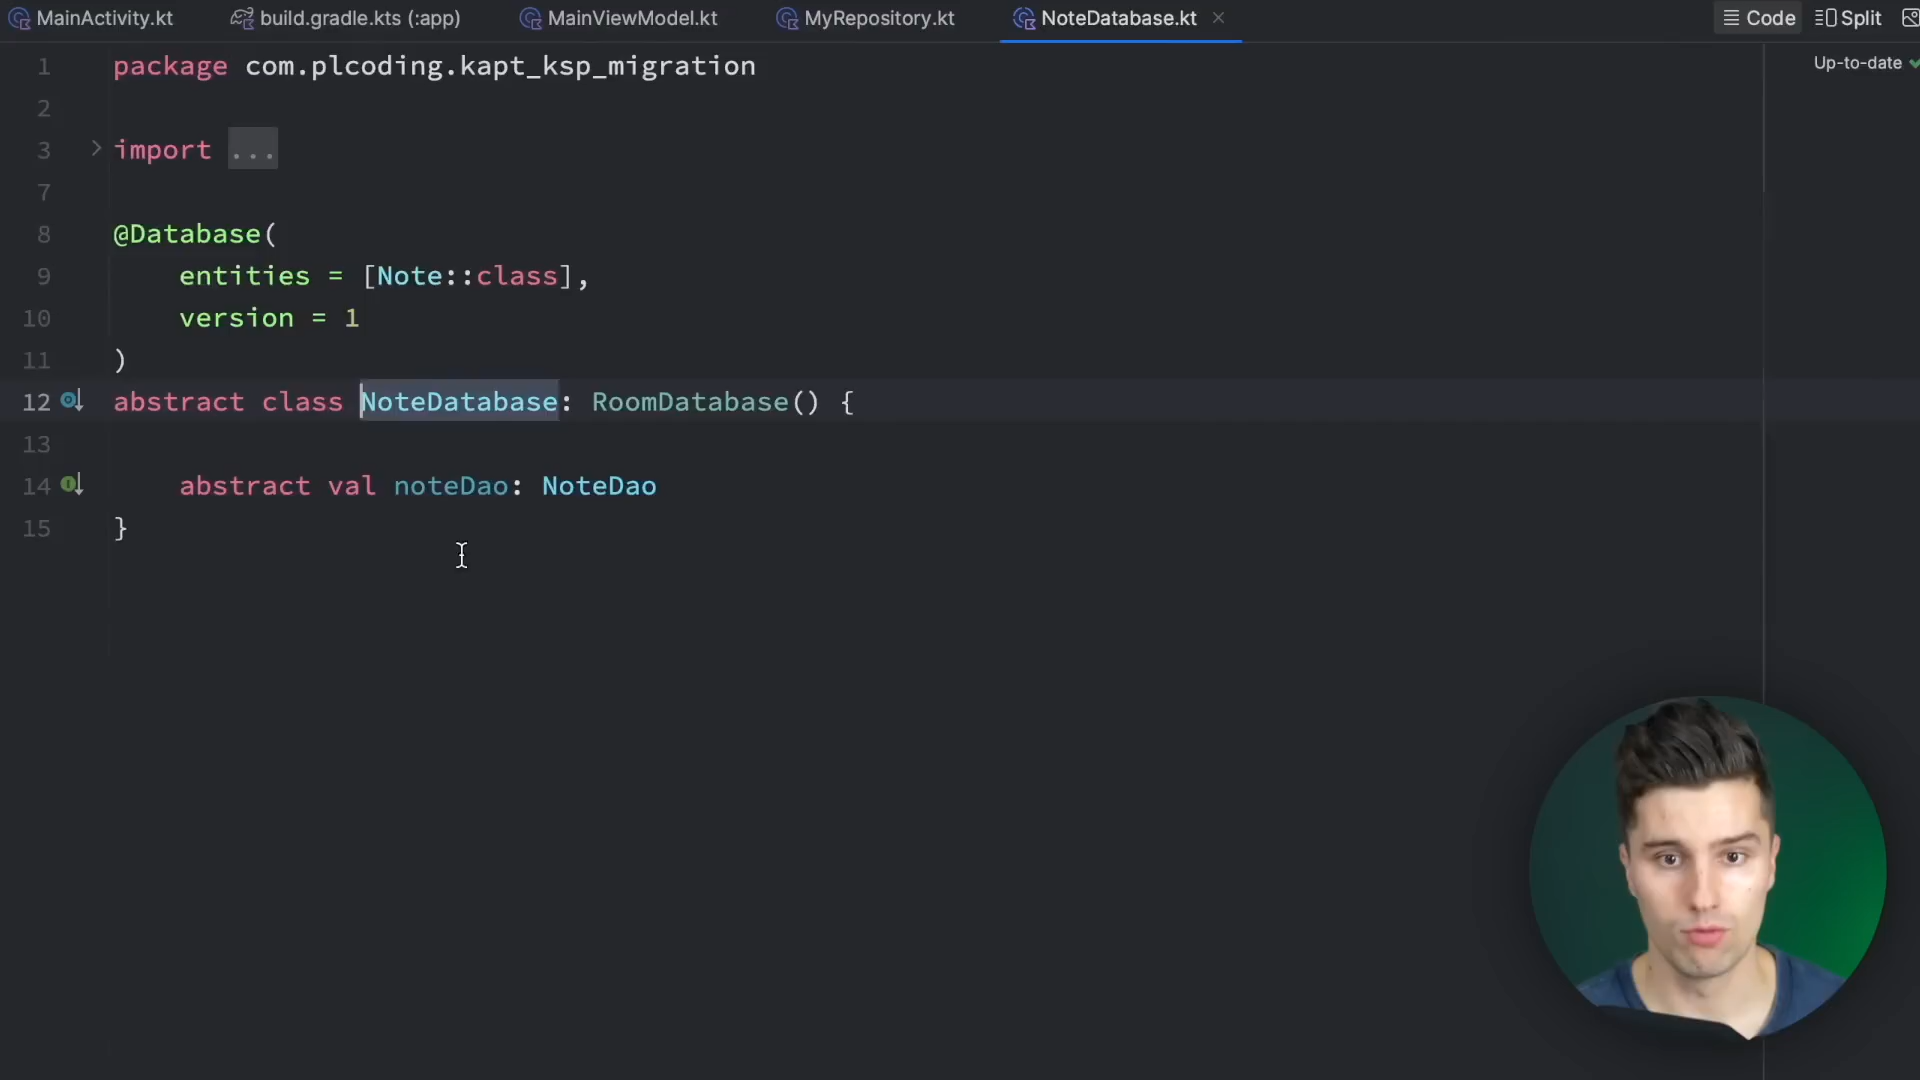 MainActivity.kt build.gradle.kts (:app) MainViewModel.kt MyRepository.kt NoteDatabase.kt Code Split
Up-to-date
1 package com.plcoding.kapt_ksp_migration
2
3 import ...
7
8 @Database(
9 entities = [Note::class],
10 version = 1
11 )
12 abstract class NoteDatabase: RoomDatabase() {
13
14 abstract val noteDao: NoteDao
15 }